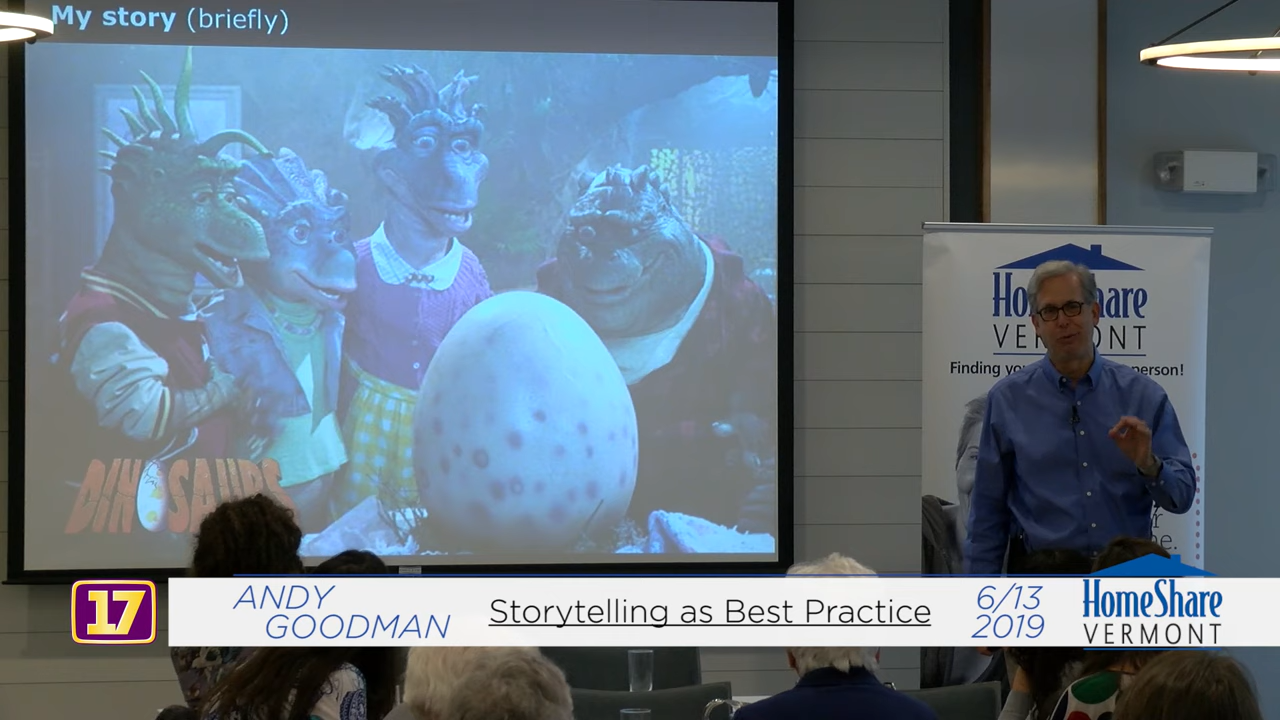 My story (briefly)
DINOSAURS
HomeShare
VERMONT
Finding yo person!
17
ANDY
GOODMAN
Storytelling as Best Practice
6/13
2019
HomeShare
VERMONT